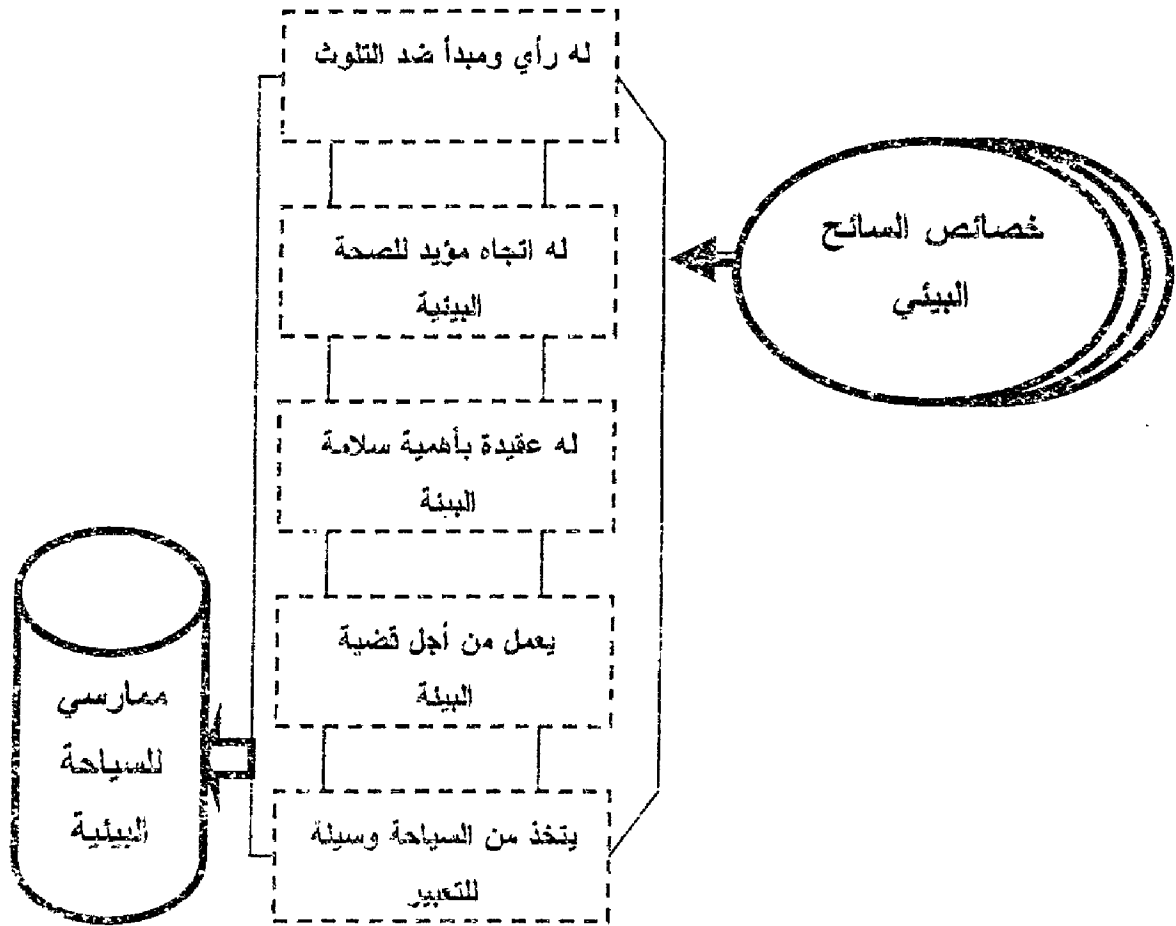 له رأي ومبدأ ضد التلوث
خصائص السائح
البيئي
له اتجاه مؤيد للصحة
البيئية
له عقيدة بأهمية سلامة
البيئة
يعمل من أجل قضية
البيئة
يتخذ من السياحة وسيلة
للتعبير
ممارسي
للسياحة
البيئية